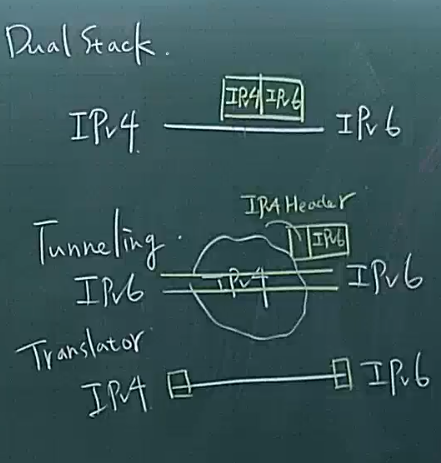 Dual Stack.
IPv4 IPv6
IPv4 IPv6
IPv4 Header
Tunneling.
IPv6
IPv6 IPv4 IPv6
Translator
IPv4 IPv6